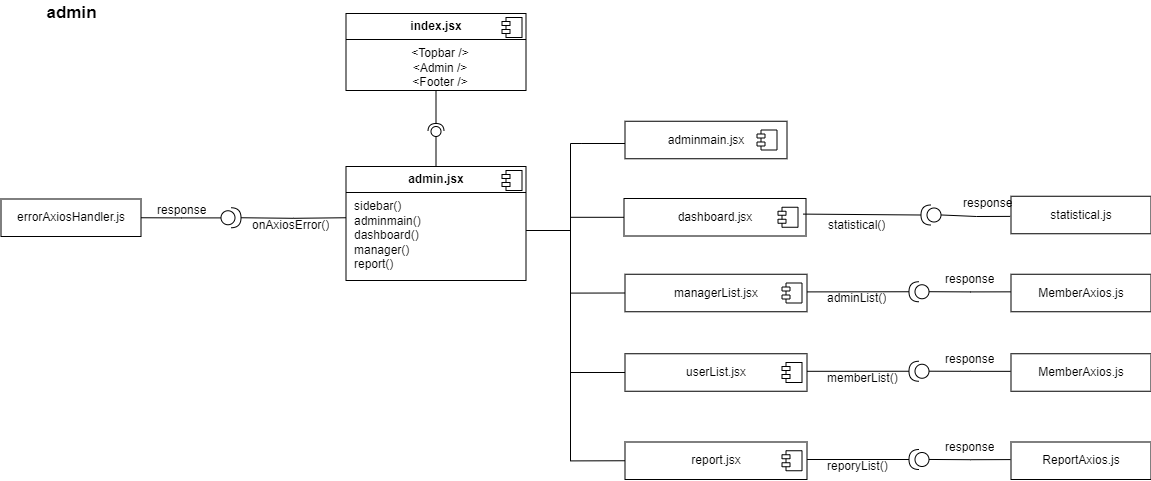 admin
index.jsx
<Topbar />
<Admin />
<Footer />
admin.jsx
sidebar()
adminmain()
dashboard()
manager()
report()
errorAxiosHandler.js
response
onAxiosError()
adminmain.jsx
dashboard.jsx
statistical()
response
statistical.js
managerList.jsx
adminList()
response
MemberAxios.js
userList.jsx
memberList()
response
MemberAxios.js
report.jsx
reporyList()
response
ReportAxios.js